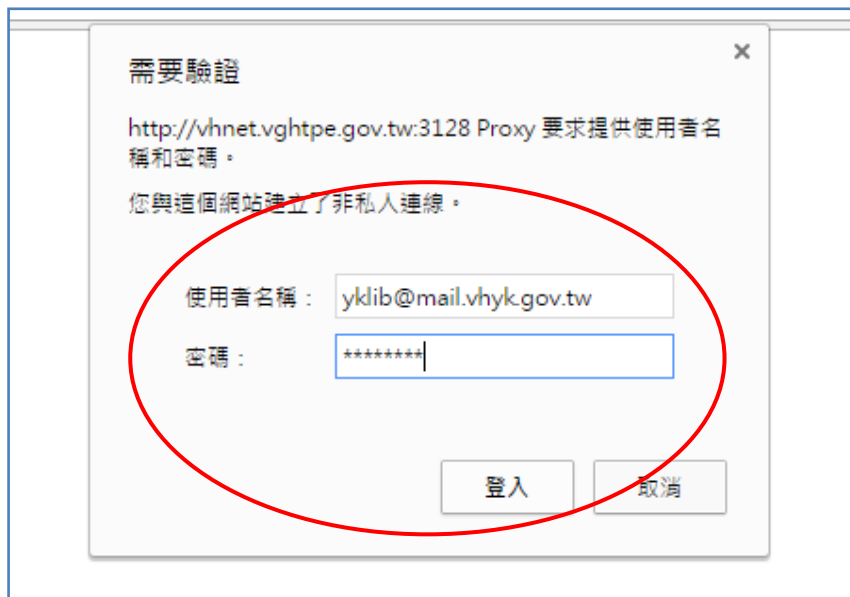 需要驗證
http://vhnet.vghtpe.gov.tw:3128 Proxy 要求提供使用者名
稱和密碼。
您與這個網站建立了非私人連線。
使用者名稱： yklib@mail.vhyk.gov.tw
密碼： ********
登入 取消